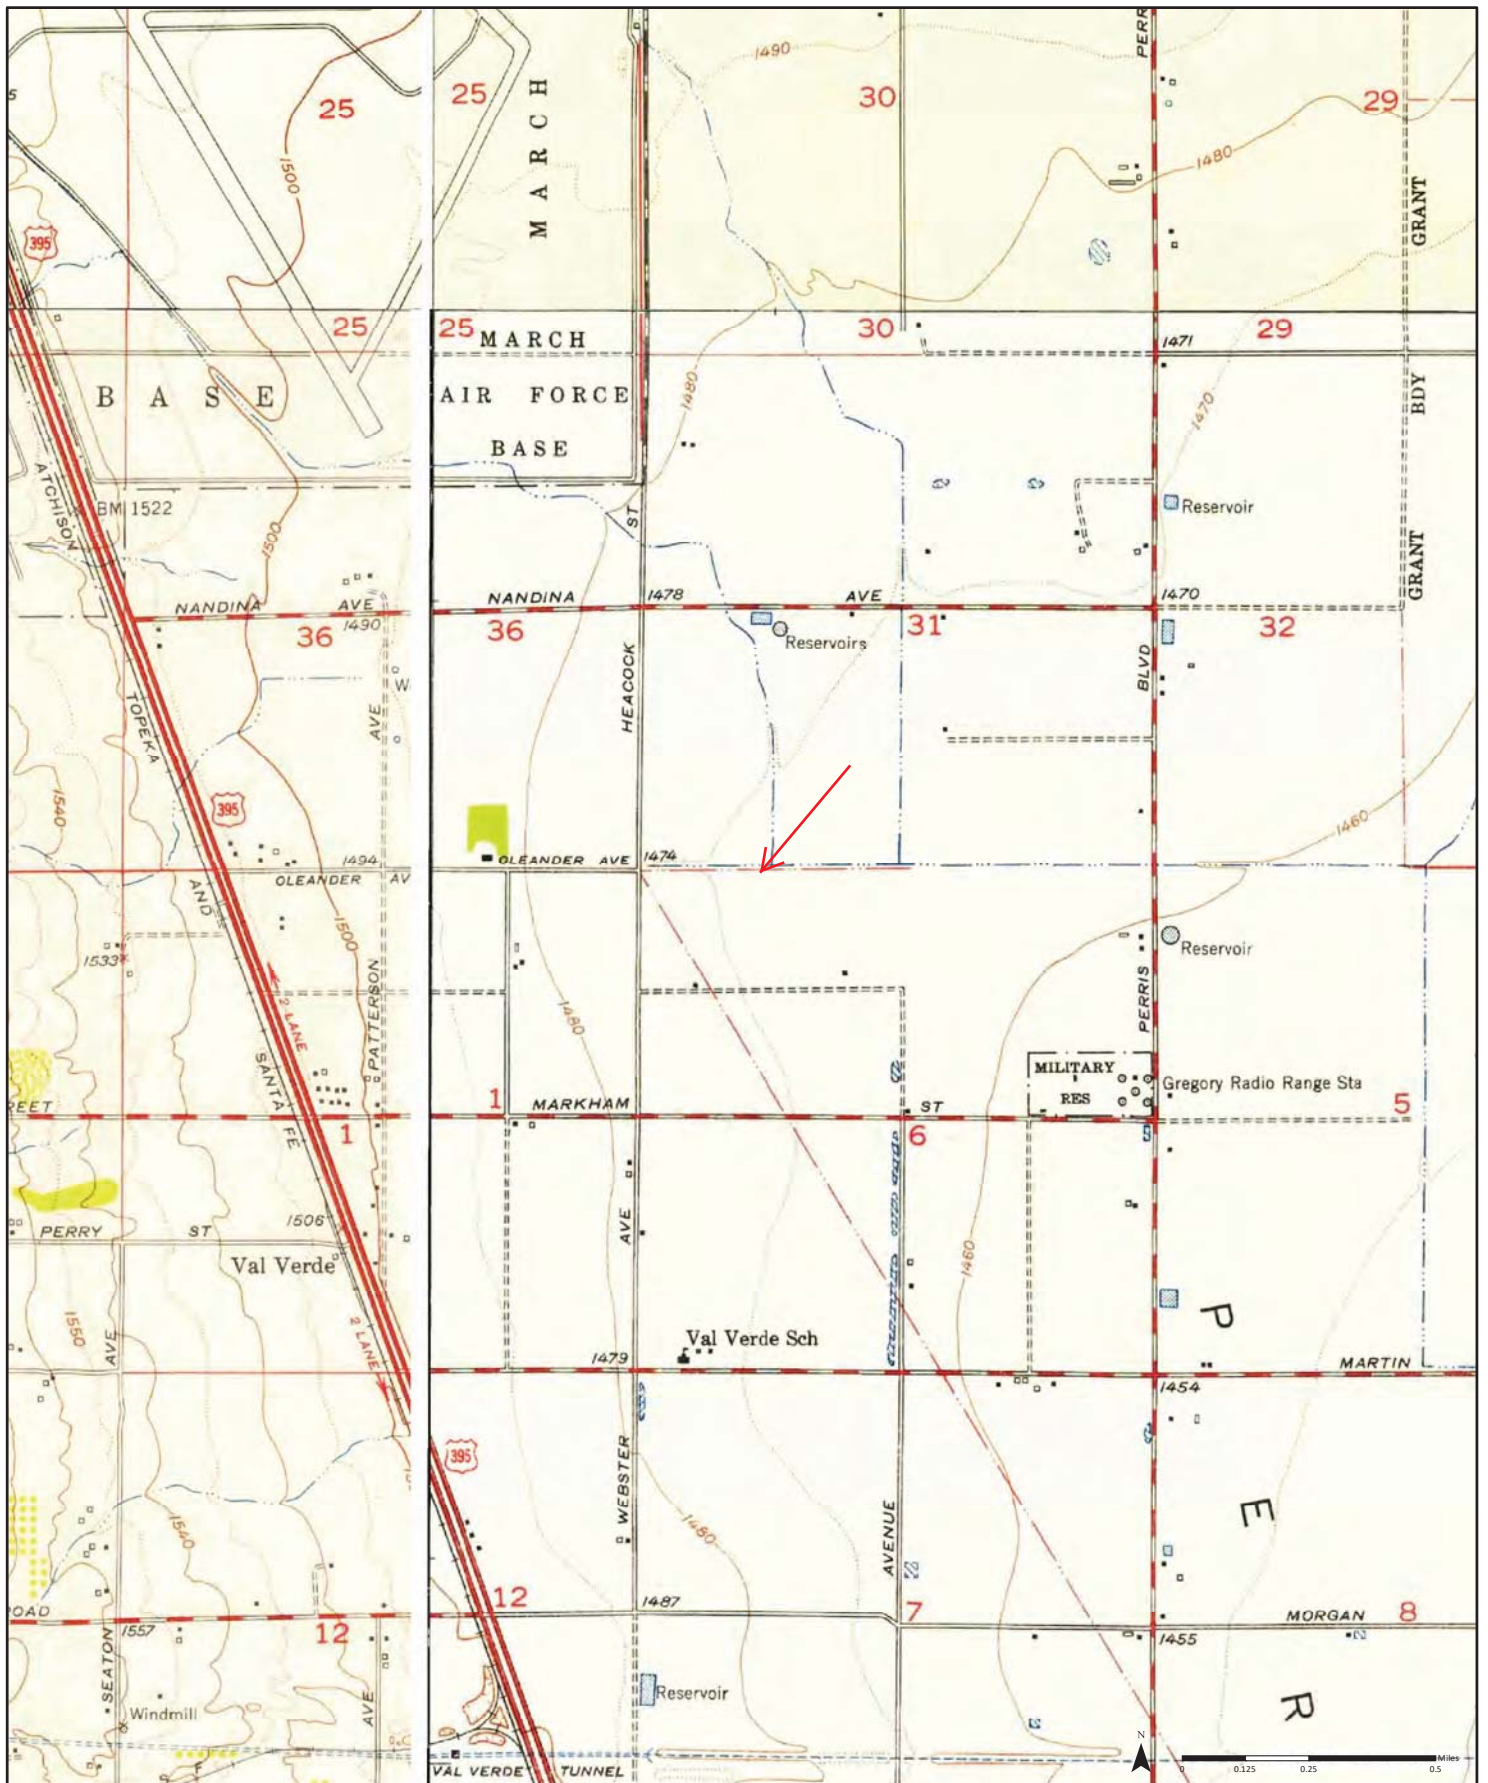 PERR
1490
25
25
30
29
MARCH
5
1500
1480
GRANT
395
25
25
MARCH
30
1471
29
BASE
AIR FORCE
1480
1470
BDY
BASE
ATCHISON
BM 1522
1500
ST
Reservoir
GRANT
NANDINA
AVE
1490
NANDINA
1478
AVE
1470
36
36
Reservoirs
31
32
HEACOCK
BLVD
W
TOPEKA
AVE
1540
395
1460
1494
OLEANDER AVE
1474
OLEANDER
AV
AND
1500
1533
PATTERSON
Reservoir
2 LANE
1480
PERRIS
SANTA FE
MILITARY
RES
Gregory Radio Range Sta
REET
1
MARKHAM
ST
5
1
6
1506
PERRY
ST
AVE
Val Verde
1460
P
1550
AVE
2 LANE
Val Verde Sch
1479
MARTIN
1454
395
WEBSTER
1480
AVENUE
E
1540
OAD
12
1487
7
MORGAN
8
1557
12
1455
SEATON
AVE
Reservoir
Windmill
R
N
VAL VERDE TUNNEL
0
0.125
0.25
0.5
Miles